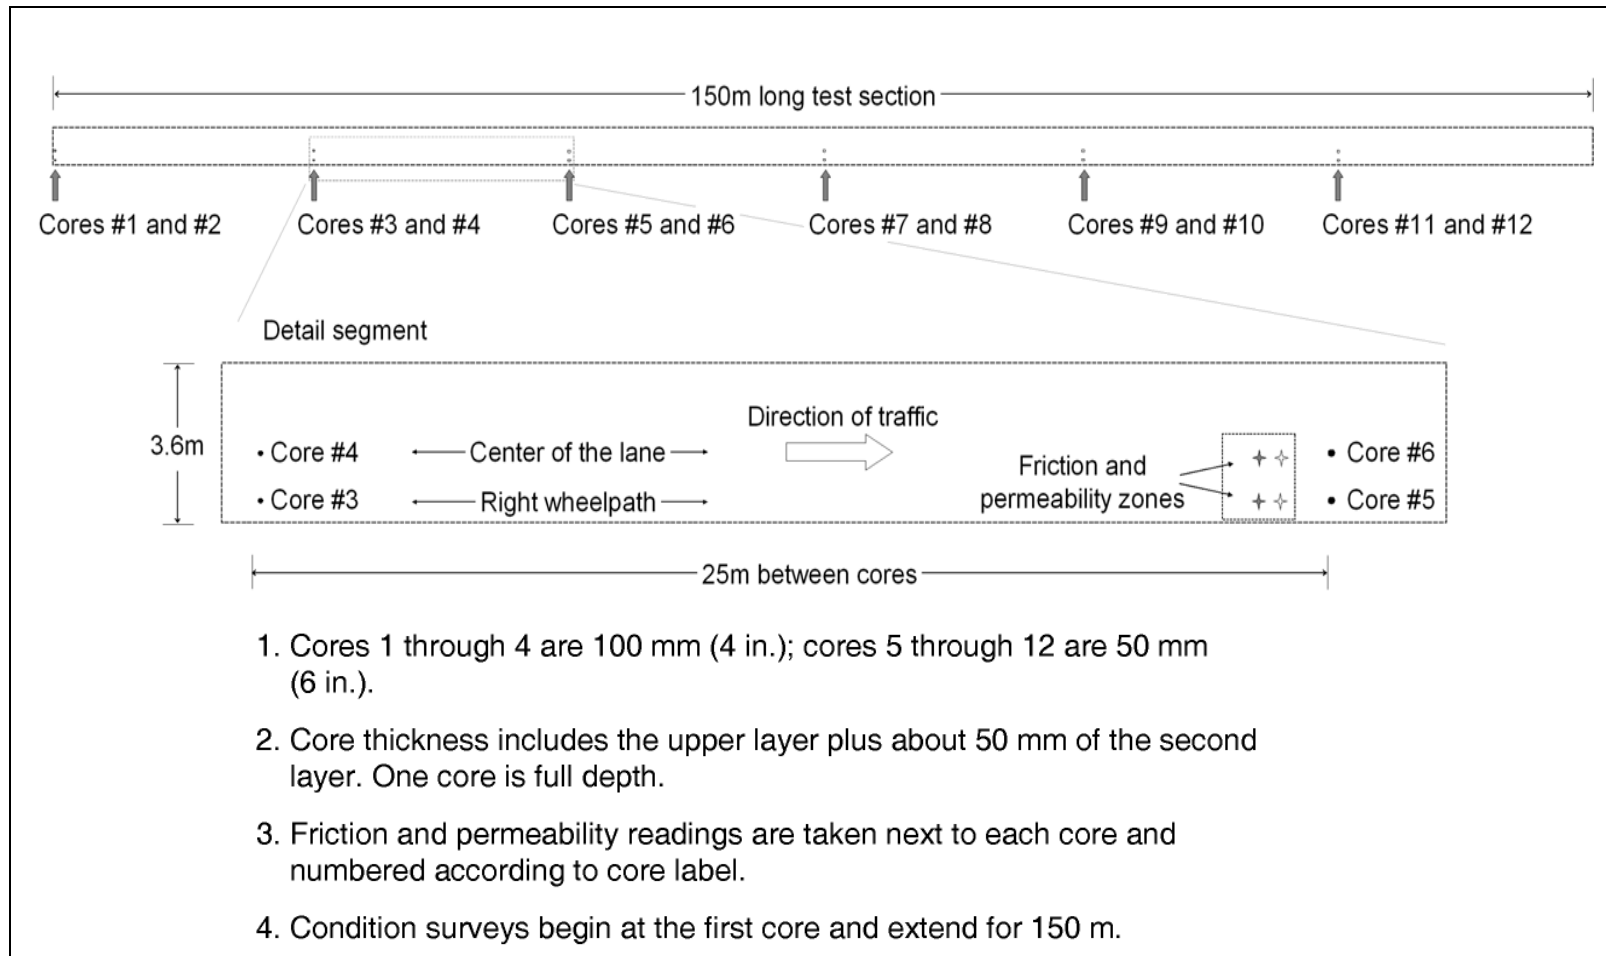 150m long test section
Cores #1 and #2
Cores #3 and #4
Cores #5 and #6
Cores #7 and #8
Cores #9 and #10
Cores #11 and #12
Detail segment
3.6m
Direction of traffic
• Core #4
Center of the lane
Friction and
permeability zones
• Core #6
• Core #3
Right wheelpath
• Core #5
25m between cores
1. Cores 1 through 4 are 100 mm (4 in.); cores 5 through 12 are 50 mm
(6 in.).
2. Core thickness includes the upper layer plus about 50 mm of the second
layer. One core is full depth.
3. Friction and permeability readings are taken next to each core and
numbered according to core label.
4. Condition surveys begin at the first core and extend for 150 m.